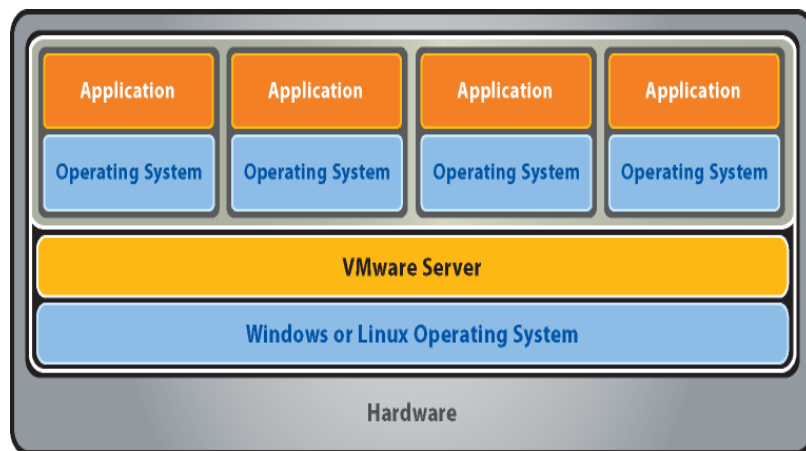 Application Application Application Application
Operating System Operating System Operating System Operating System
VMware Server
Windows or Linux Operating System
Hardware